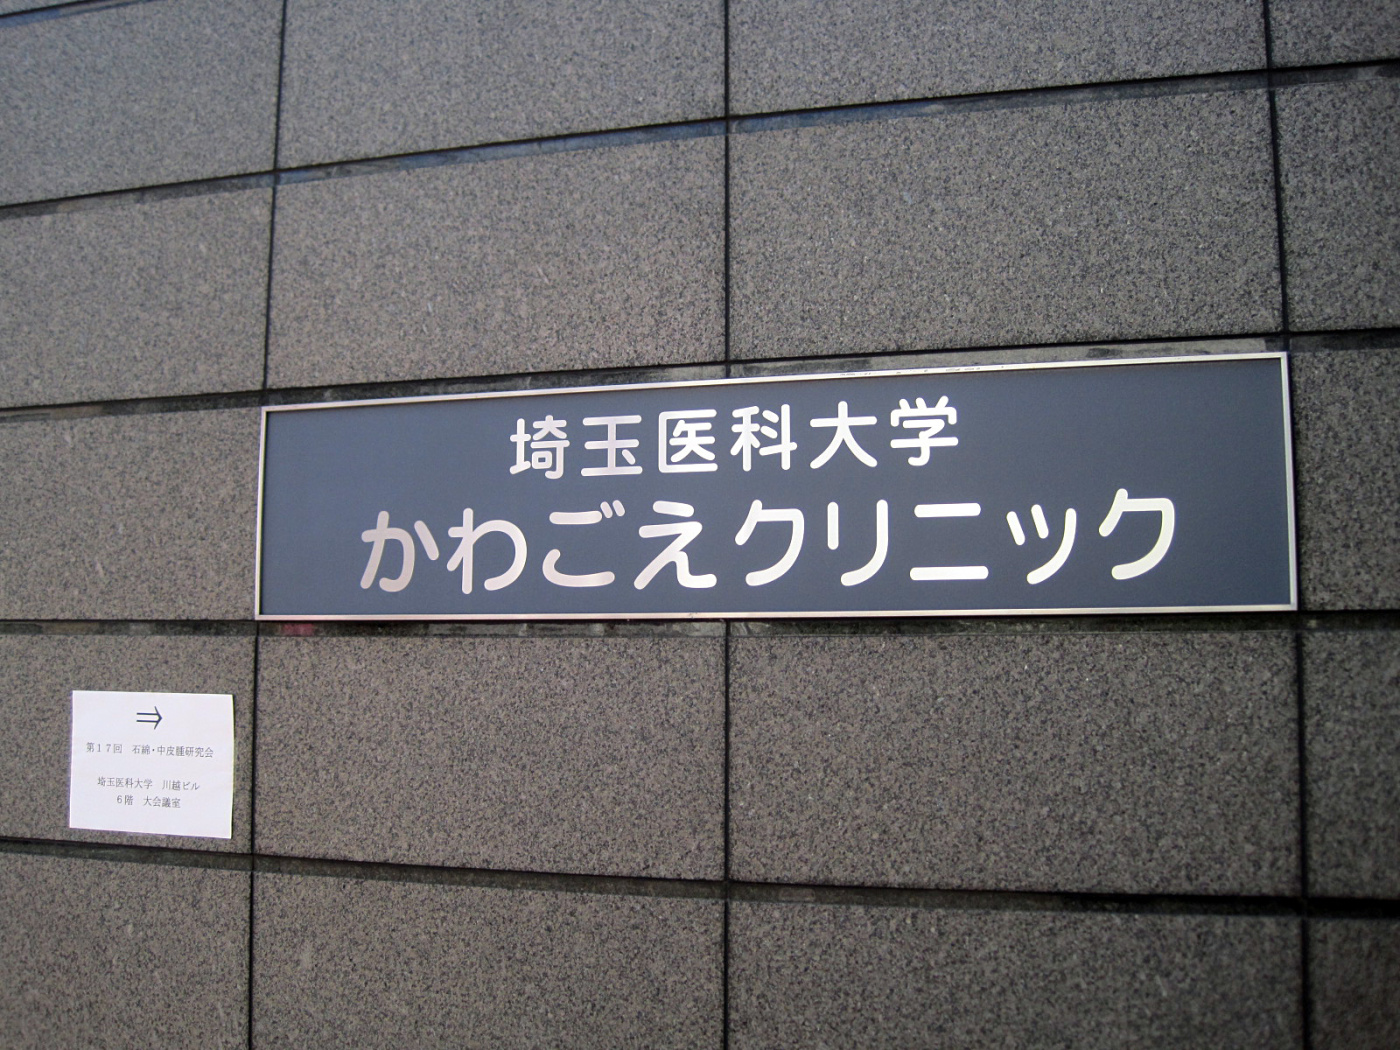 埼玉医科大学
かわごえクリニック
⇒
第１７回　石綿・中皮腫研究会
埼玉医科大学　川越ビル
６階　大会議室